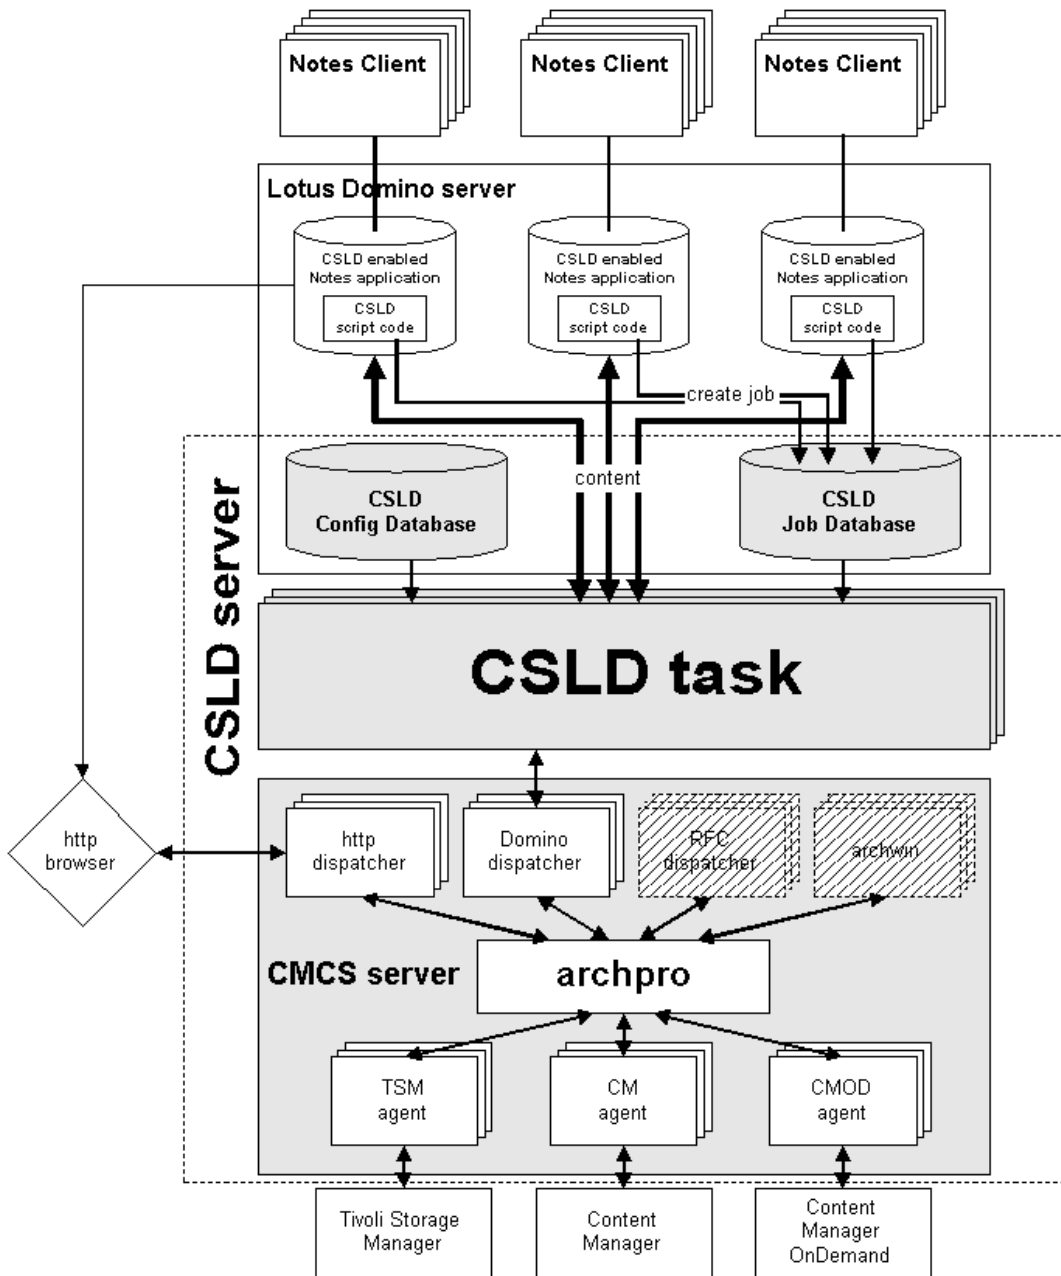 Notes Client
Notes Client
Notes Client
Lotus Domino server
CSLD enabled
Notes application
CSLD
script code
CSLD enabled
Notes application
CSLD
script code
CSLD enabled
Notes application
CSLD
script code
create job
content
CSLD
Config Database
CSLD
Job Database
CSLD server
CSLD task
http
browser
http
dispatcher
Domino
dispatcher
RFC
dispatcher
archwin
CMCS server
archpro
TSM
agent
CM
agent
CMOD
agent
Tivoli Storage
Manager
Content
Manager
Content
Manager
OnDemand